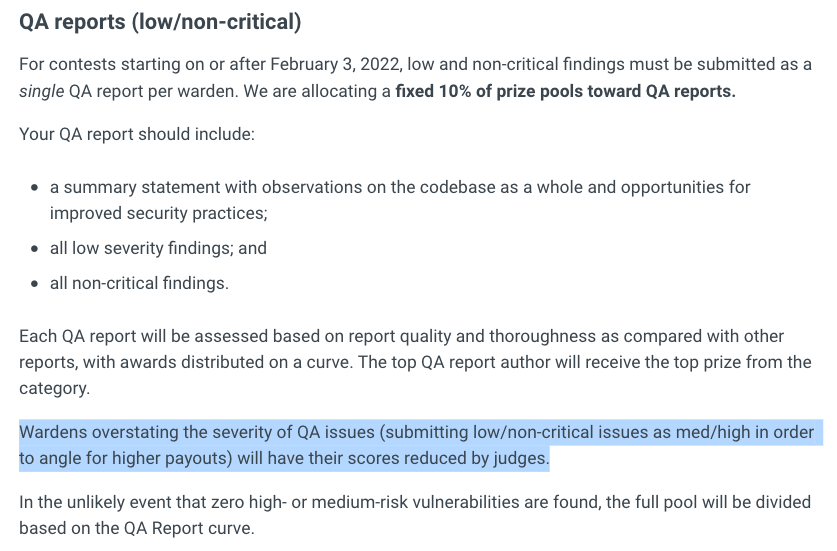 QA reports (low/non-critical)
For contests starting on or after February 3, 2022, low and non-critical findings must be submitted as a
single QA report per warden. We are allocating a fixed 10% of prize pools toward QA reports.
Your QA report should include:
• a summary statement with observations on the codebase as a whole and opportunities for
improved security practices;
• all low severity findings; and
• all non-critical findings.
Each QA report will be assessed based on report quality and thoroughness as compared with other
reports, with awards distributed on a curve. The top QA report author will receive the top prize from the
category.
Wardens overstating the severity of QA issues (submitting low/non-critical issues as med/high in order
to angle for higher payouts) will have their scores reduced by judges.
In the unlikely event that zero high- or medium-risk vulnerabilities are found, the full pool will be divided
based on the QA Report curve.